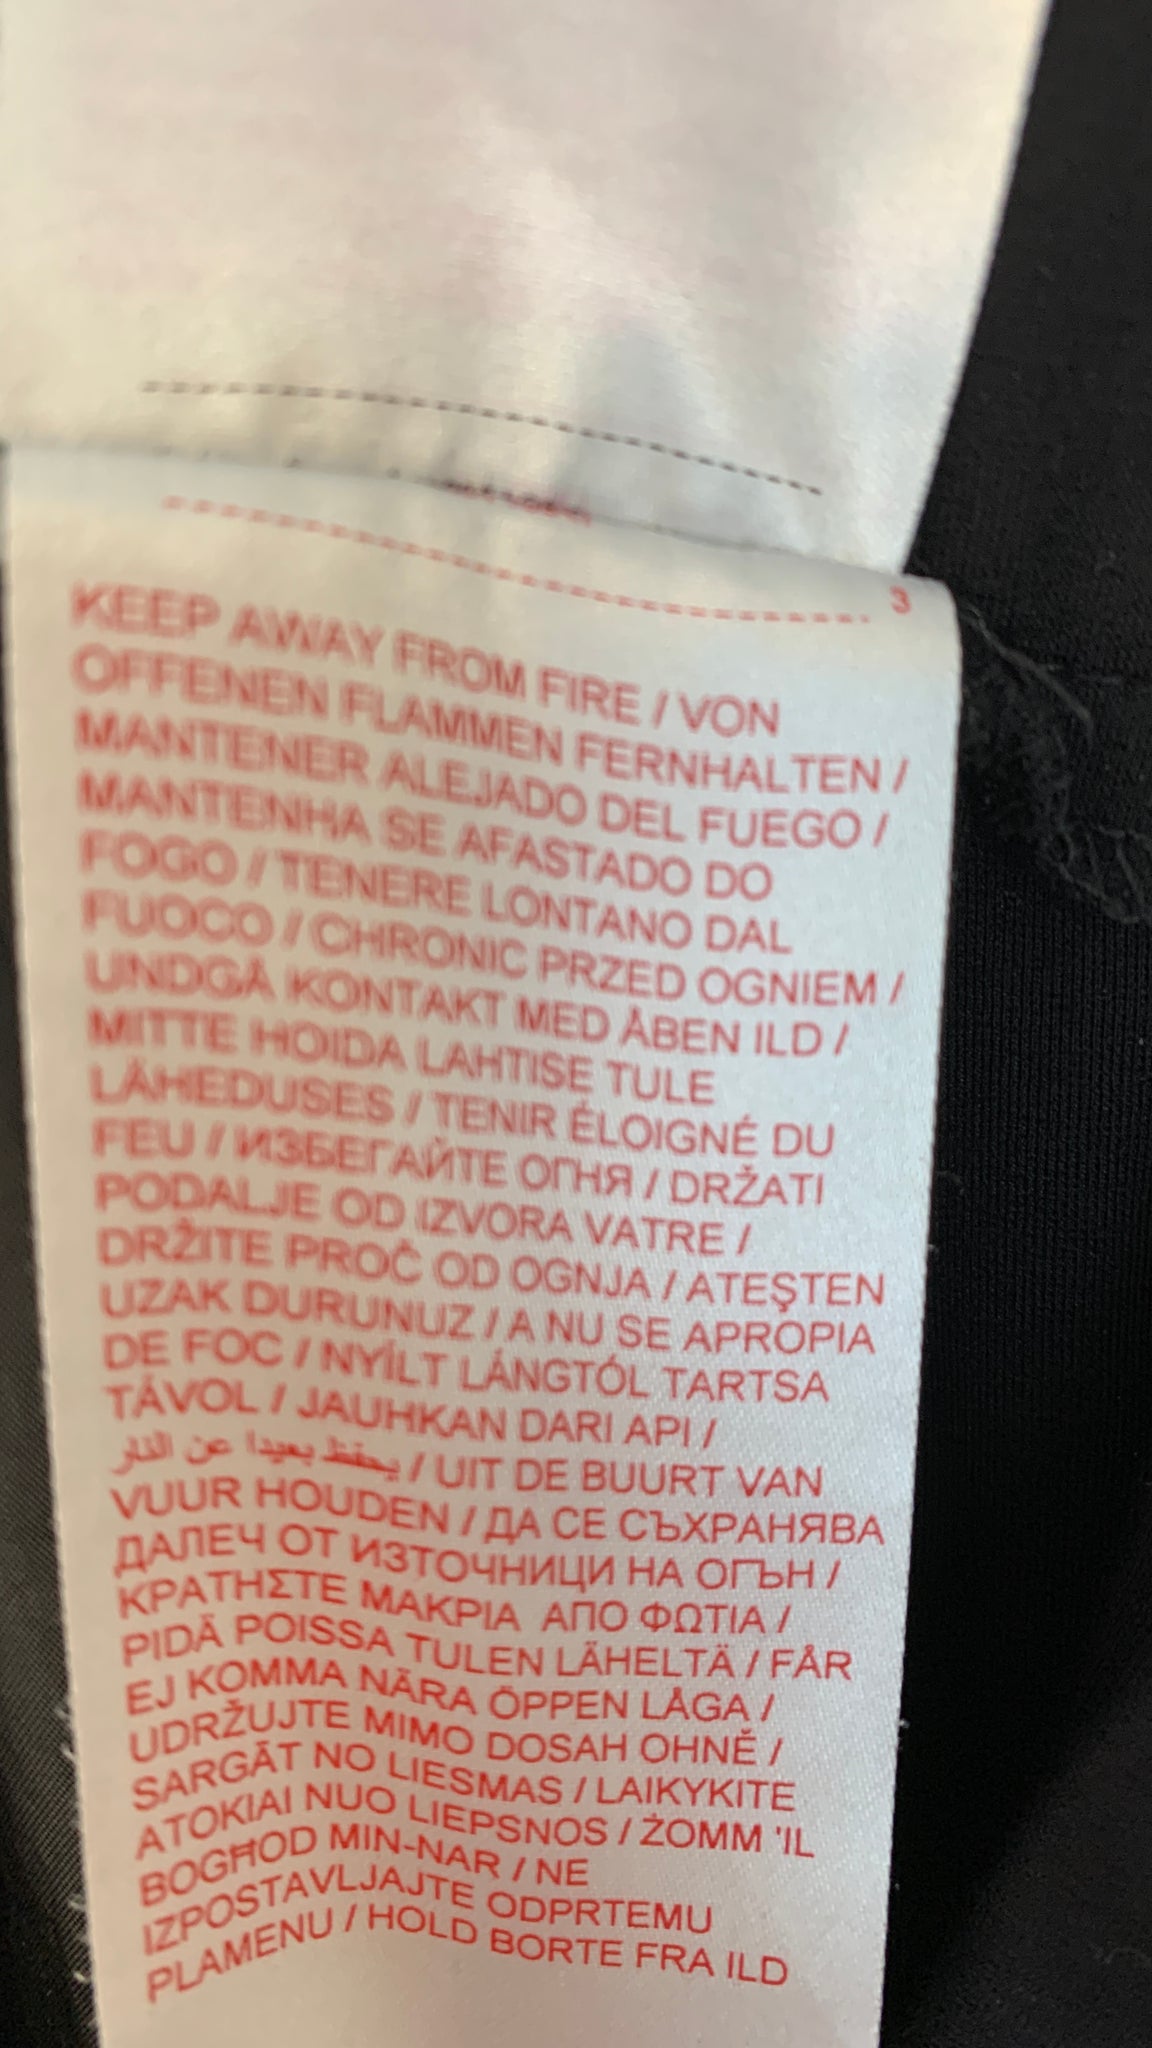 3
KEEP AWAY FROM FIRE / VON
OFFENEN FLAMMEN FERNHALTEN /
MANTENER ALEJADO DEL FUEGO /
MANTENHA SE AFASTADO DO
FOGO / TENERE LONTANO DAL
FUOCO / CHRONIC PRZED OGNIEM /
UNDGÅ KONTAKT MED ÅBEN ILD /
MITTE HOIDA LAHTISE TULE
LÄHEDUSES / TENIR ÉLOIGNÉ DU
FEU / ИЗБЕГАЙТЕ ОГНЯ / DRŽATI
PODALJE OD IZVORA VATRE /
DRŽITE PROČ OD OGNJA / ATEŞTEN
UZAK DURUNUZ / A NU SE APROPIA
DE FOC / NYÍLT LÁNGTÓL TARTSA
TÁVOL / JAUHKAN DARI API /
يحفظ بعيدا عن النار / UIT DE BUURT VAN
VUUR HOUDEN / ДА СЕ СЪХРАНЯВА
ДАЛЕЧ ОТ ИЗТОЧНИЦИ НА ОГЪН /
ΚΡΑΤΗΣΤΕ ΜΑΚΡΙΑ ΑΠΟ ΦΩΤΙΑ /
PIDÄ POISSA TULEN LÄHELTÄ / FÅR
EJ KOMMA NÄRA ÖPPEN LÅGA /
UDRŽUJTE MIMO DOSAH OHNĚ /
SARGĀT NO LIESMAS / LAIKYKITE
ATOKIAI NUO LIEPSNOS / ŻOMM 'IL
BOGĦOD MIN-NAR / NE
IZPOSTAVLJAJTE ODPRTEMU
PLAMENU / HOLD BORTE FRA ILD